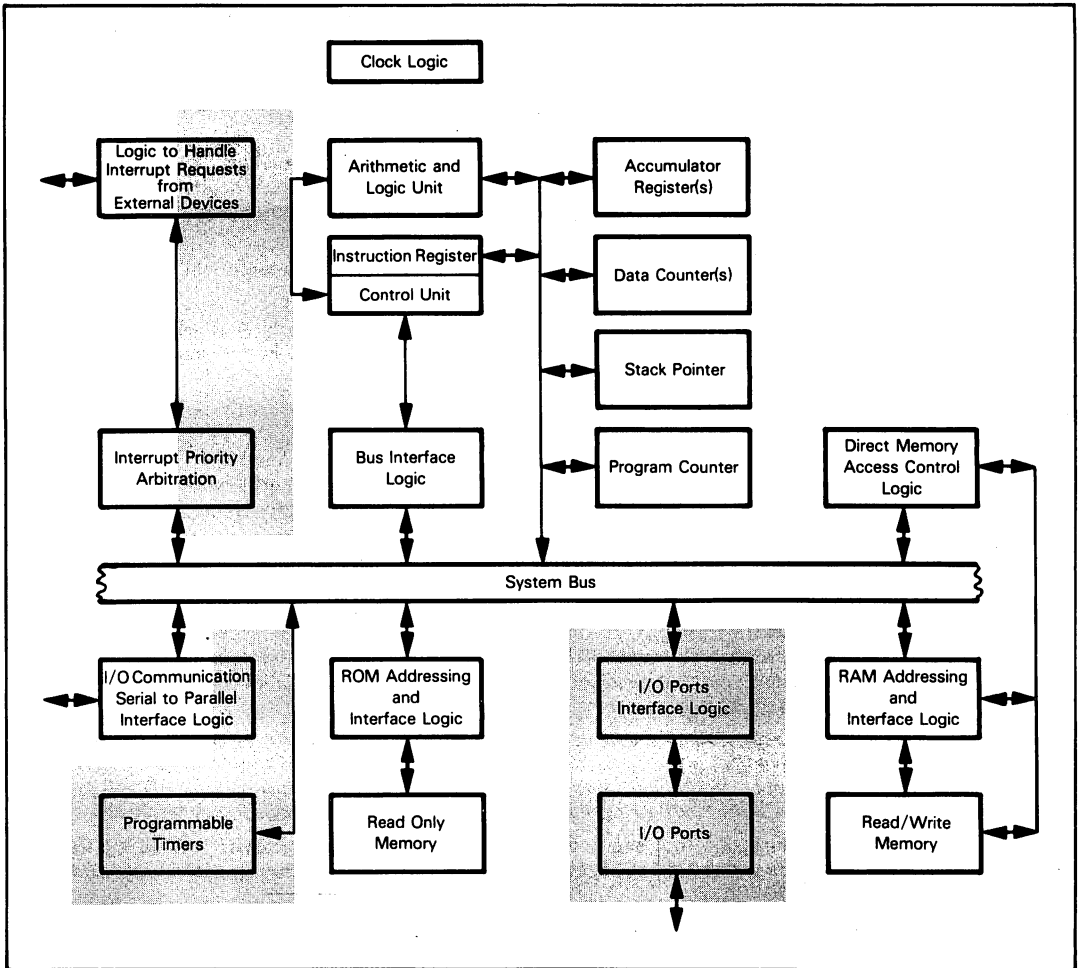 Clock Logic
Logic to Handle
Interrupt Requests
from
External Devices
Arithmetic and
Logic Unit
Accumulator
Register(s)
Instruction Register
Control Unit
Data Counter(s)
Stack Pointer
Interrupt Priority
Arbitration
Bus Interface
Logic
Program Counter
Direct Memory
Access Control
Logic
System Bus
I/O Communication
Serial to Parallel
Interface Logic
ROM Addressing
and
Interface Logic
I/O Ports
Interface Logic
RAM Addressing
and
Interface Logic
Programmable
Timers
Read Only
Memory
I/O Ports
Read/Write
Memory